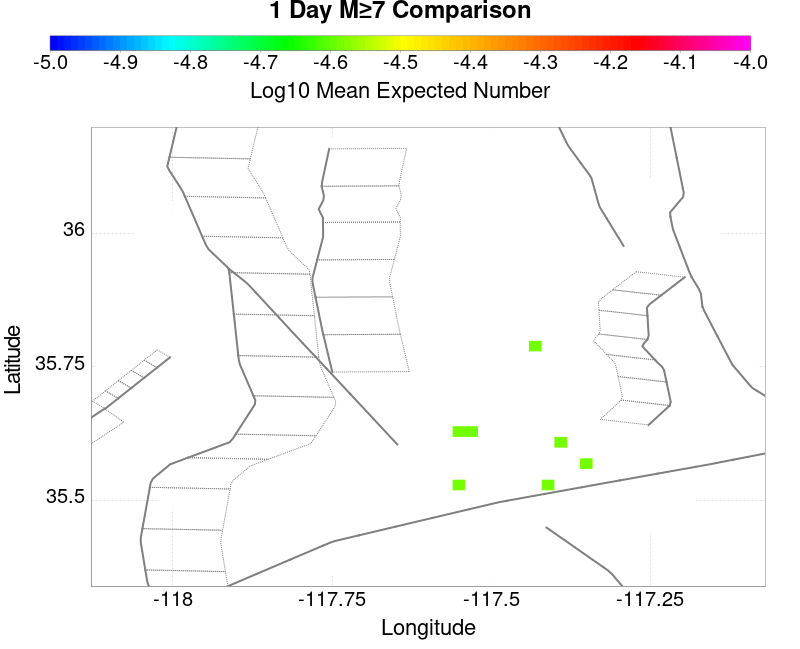 1 Day M≥7 Comparison
-5.0 -4.9 -4.8 -4.7 -4.6 -4.5 -4.4 -4.3 -4.2 -4.1 -4.0
Log10 Mean Expected Number
36
35.75
35.5
Latitude
-118 -117.75 -117.5 -117.25
Longitude